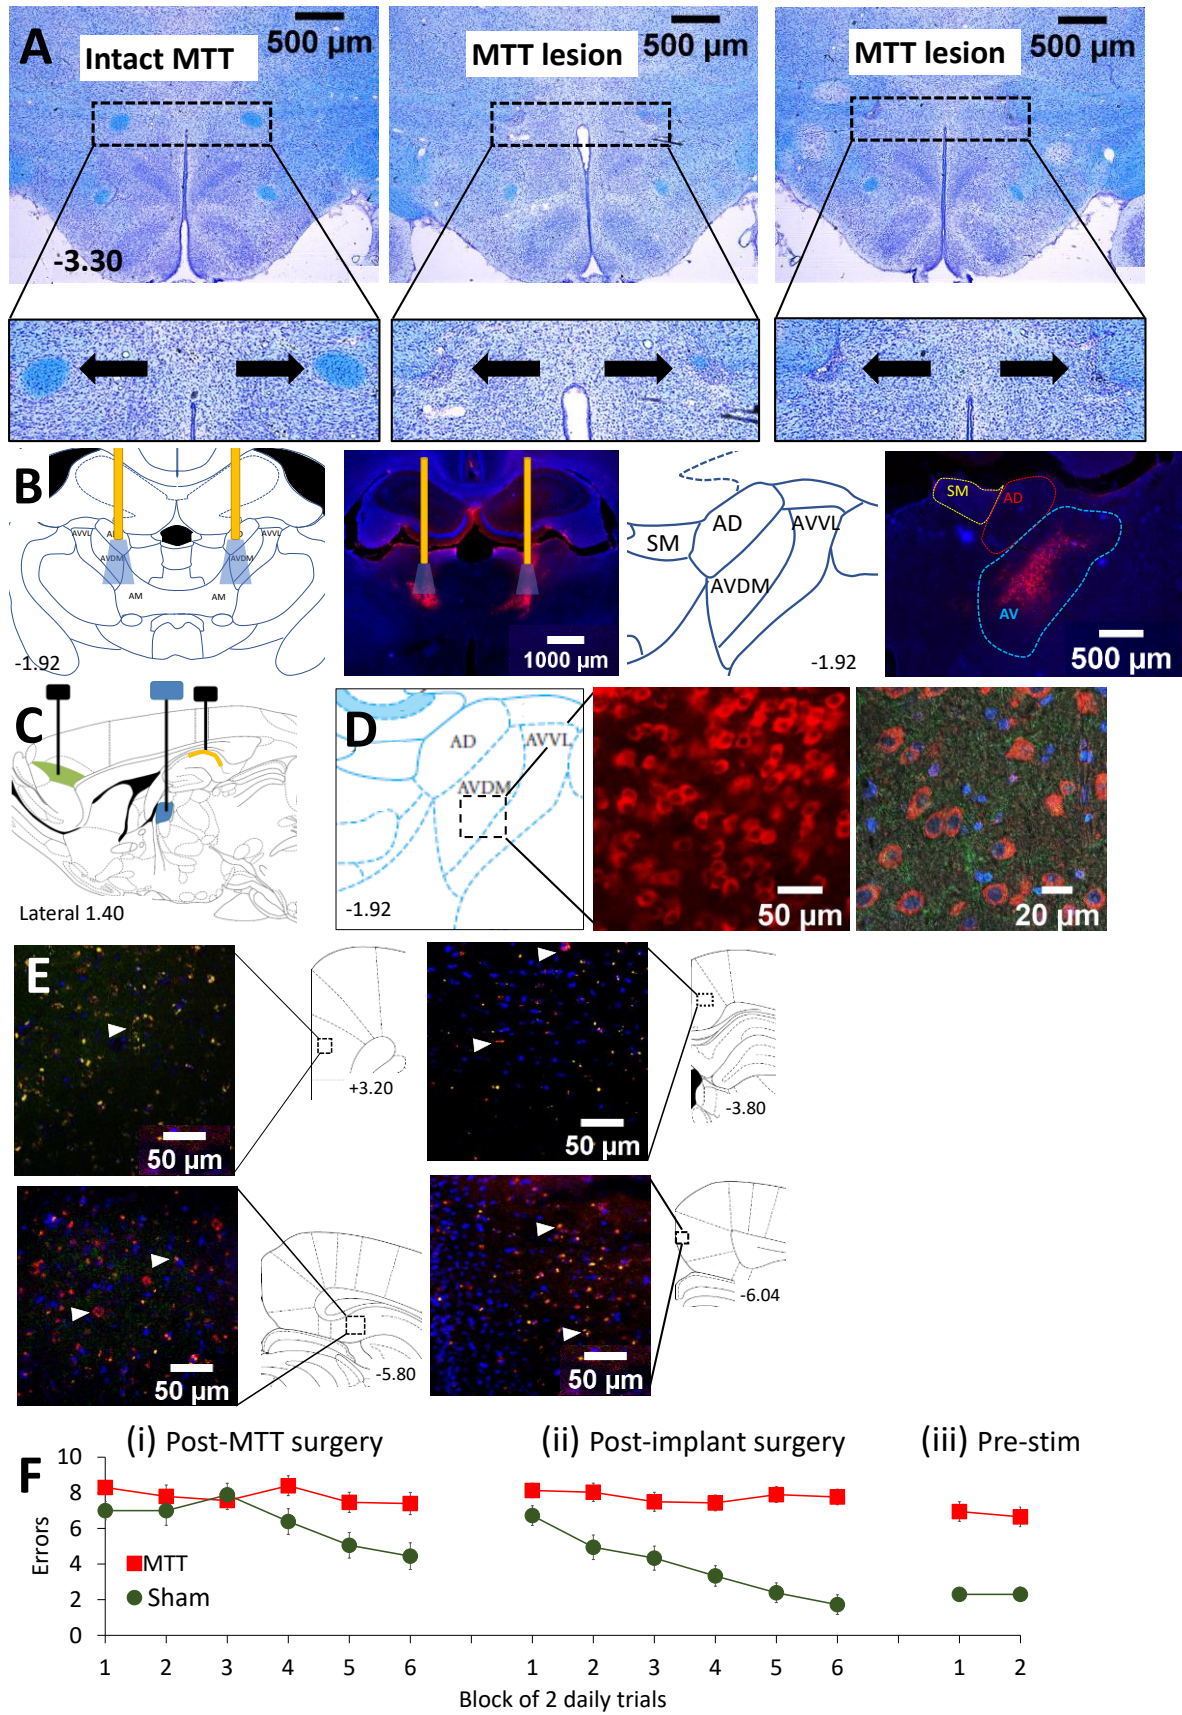 A
500 µm
500 µm
500 µm
Intact MTT
MTT lesion
MTT lesion
-3.30
B
AVVL
AVVL
AVDM
AVDM
AM
AM
-1.92
1000 µm
SM
AD
AVVL
AVDM
-1.92
SM
AD
AV
500 µm
C
Lateral 1.40
D
AD
AVVL
AVDM
-1.92
50 µm
20 µm
E
50 µm
+3.20
50 µm
-3.80
50 µm
-5.80
50 µm
-6.04
F
(i) Post-MTT surgery
(ii) Post-implant surgery
(iii) Pre-stim
10
8
6
4
2
0
Errors
MTT
Sham
1 2 3 4 5 6 1 2 3 4 5 6 1 2
Block of 2 daily trials